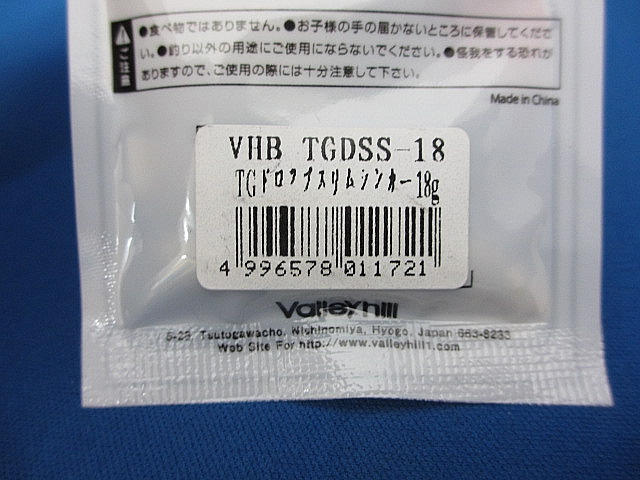 ●食べ物ではありません。●お子様の手の届かないところに保管してくださ
い。●釣り以外の用途にご使用にならないでください。●怪我をする恐れが
ありますので、ご使用の際には十分注意して下さい。
ご注意
Made in China
VHB TGDSS-18
TGドロップスリムシンカー18g
4 996578 011721
Valleyhill
5-23, Tsutogawacho, Nishinomiya, Hyogo, Japan 663-8233
Web Site For http://www.valleyhill1.com